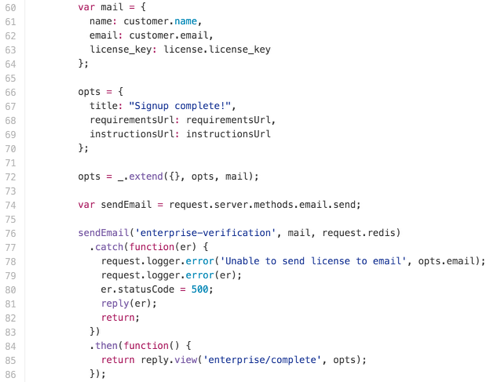 60 var mail = {
61 name: customer.name,
62 email: customer.email,
63 license_key: license.license_key
64 };
65
66 opts = {
67 title: "Signup complete!",
68 requirementsUrl: requirementsUrl,
69 instructionsUrl: instructionsUrl
70 };
71
72 opts = _.extend({}, opts, mail);
73
74 var sendEmail = request.server.methods.email.send;
75
76 sendEmail('enterprise-verification', mail, request.redis)
77 .catch(function(er) {
78 request.logger.error('Unable to send license to email', opts.email);
79 request.logger.error(er);
80 er.statusCode = 500;
81 reply(er);
82 return;
83 })
84 .then(function() {
85 return reply.view('enterprise/complete', opts);
86 });